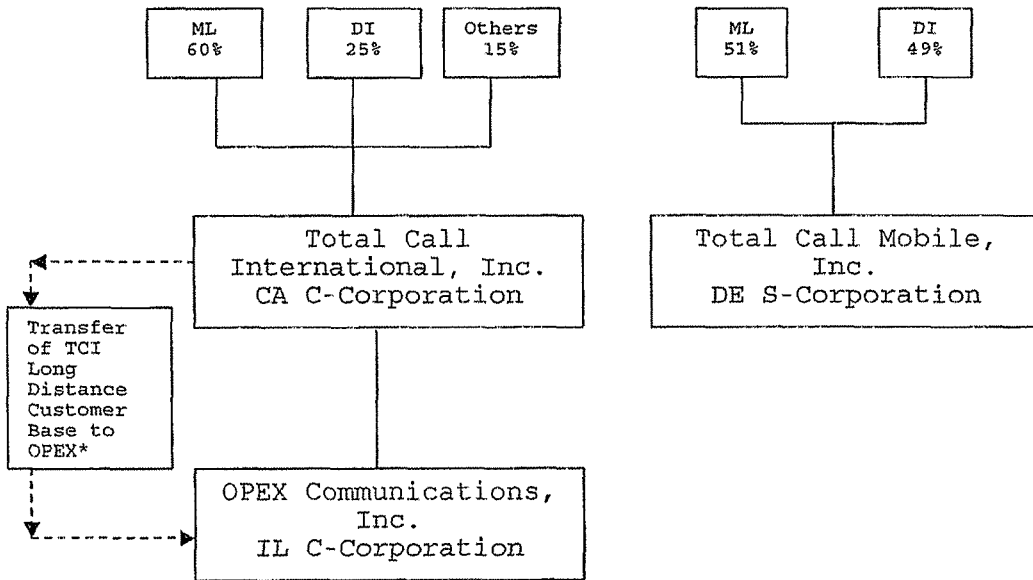 ML
60%
DI
25%
Others
15%
ML
51%
DI
49%
Total Call
International, Inc.
CA C-Corporation
Total Call Mobile,
Inc.
DE S-Corporation
Transfer
of TCI
Long
Distance
Customer
Base to
OPEX*
OPEX Communications,
Inc.
IL C-Corporation